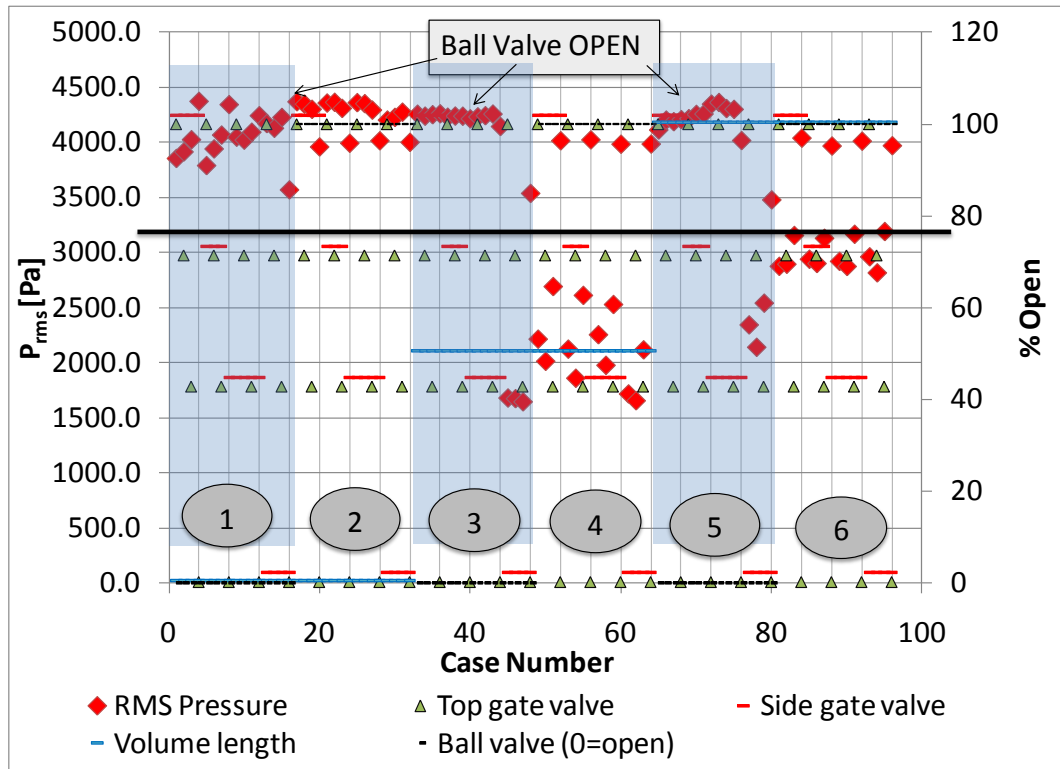 Ball Valve OPEN
5000.0
4500.0
4000.0
3500.0
3000.0
2500.0
2000.0
1500.0
1000.0
500.0
0.0
Prms [Pa]
120
100
80
60
40
20
0
% Open
1 2 3 4 5 6
0 20 40 60 80 100
Case Number
RMS Pressure Top gate valve Side gate valve
Volume length Ball valve (0=open)